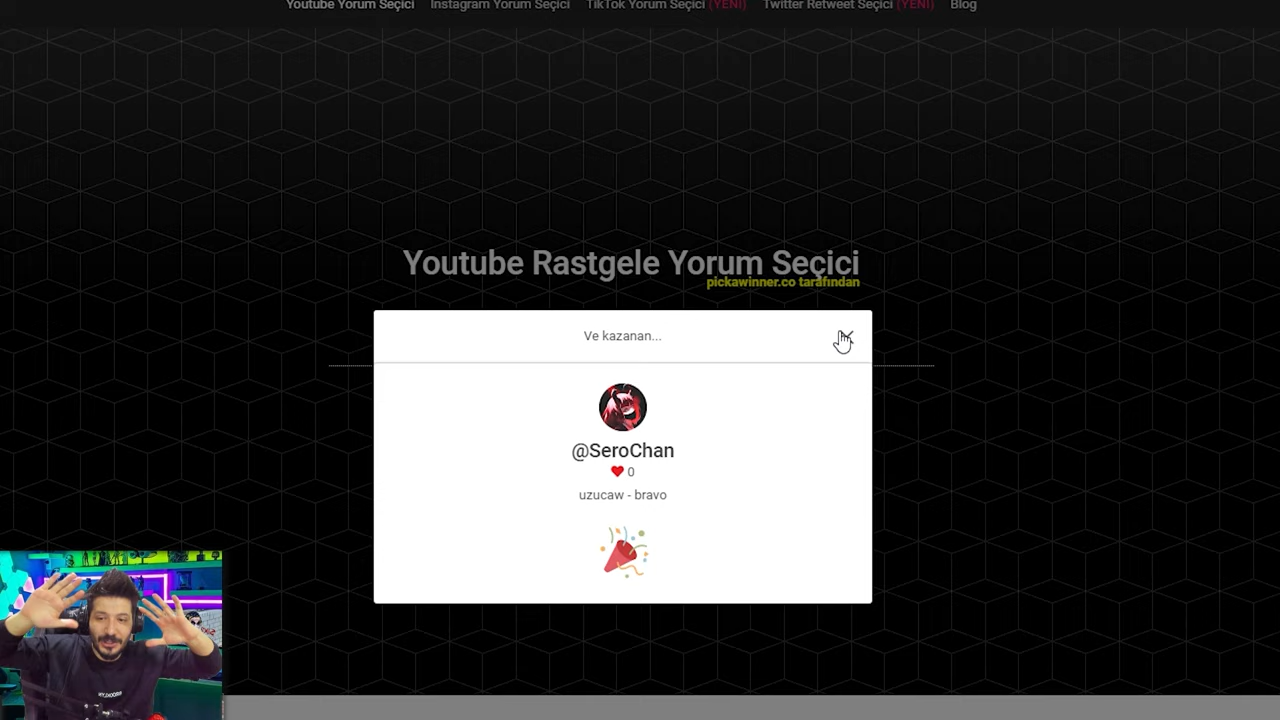 Youtube Yorum Seçici Instagram Yorum Seçici TikTok Yorum Seçici (YENİ) Twitter Retweet Seçici (YENİ) Blog
Youtube Rastgele Yorum Seçici
pickawinner.co tarafından
Ve kazanan...
@SeroChan
0
uzucaw - bravo